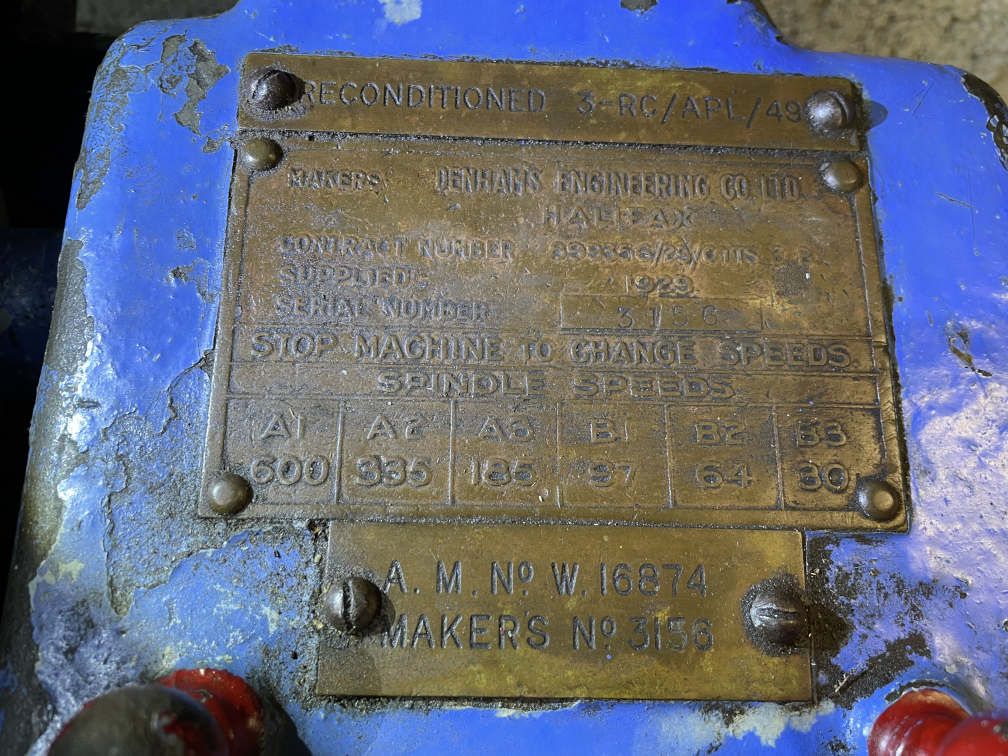 RECONDITIONED 3-RC/APL/49
MAKERS DENHAM'S ENGINEERING CO. LTD.
HALIFAX
CONTRACT NUMBER
SUPPLIED:- 1929
SERIAL NUMBER 3156
STOP MACHINE TO CHANGE SPEEDS.
SPINDLE SPEEDS.
A1 A2 A3 B1 B2 B3
600 335 185 97 64 30
A. M. Nº W. 16874
MAKERS Nº 3156